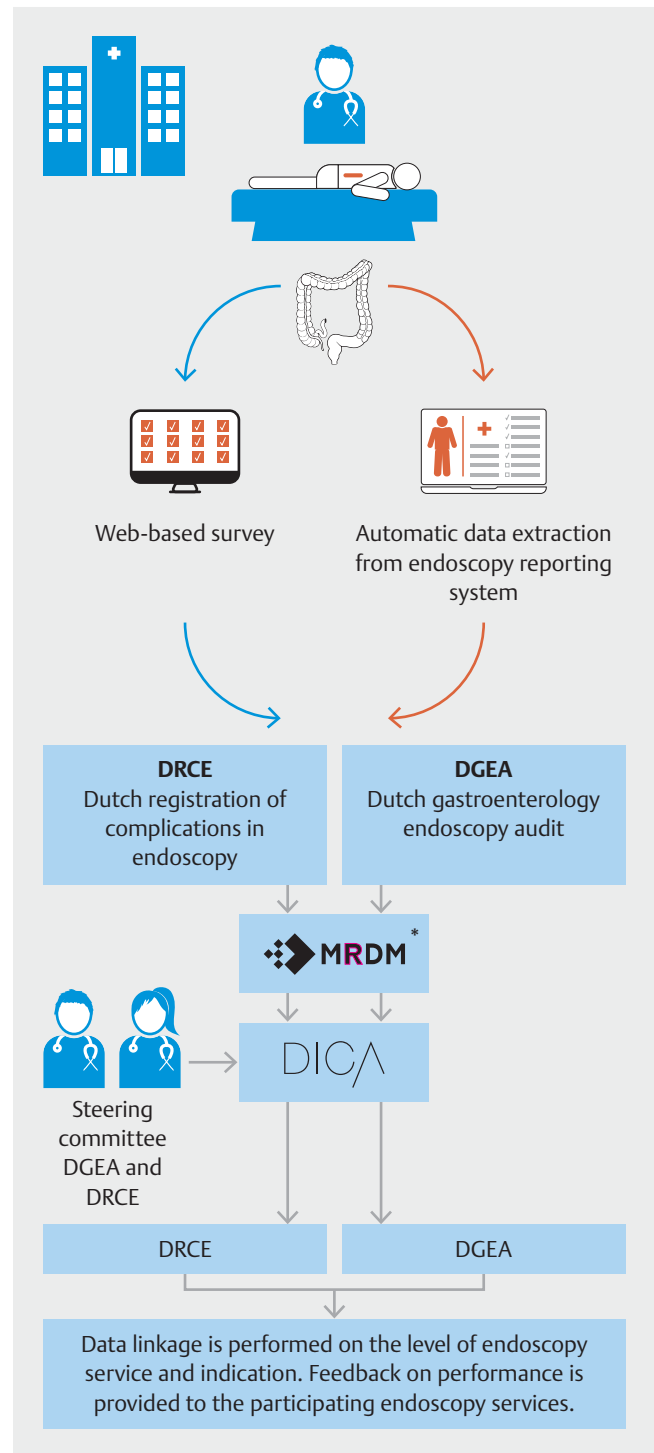 Web-based survey
Automatic data extraction
from endoscopy reporting
system
DRCE
Dutch registration of
complications in
endoscopy
DGEA
Dutch gastroenterology
endoscopy audit
MRDM *
DICA
Steering
committee
DGEA and
DRCE
DRCE
DGEA
Data linkage is performed on the level of endoscopy
service and indication. Feedback on performance is
provided to the participating endoscopy services.